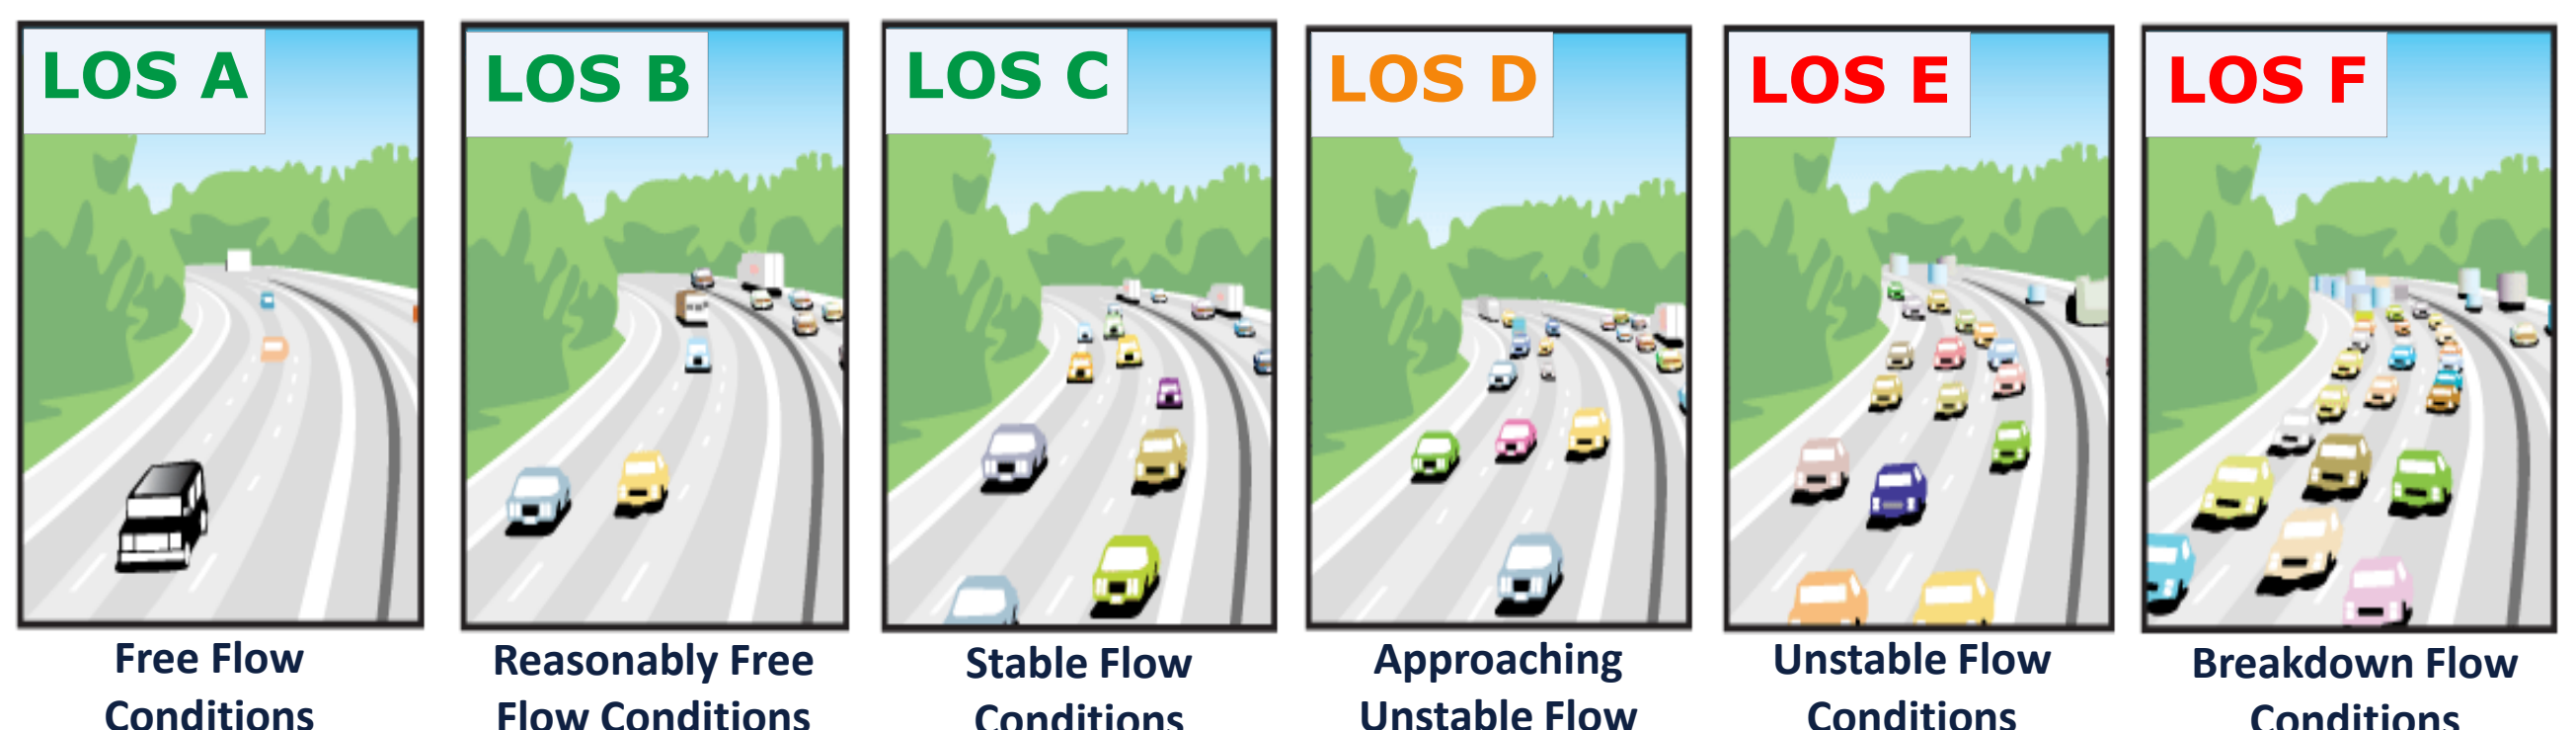 LOS A
Free Flow
Conditions
LOS B
Reasonably Free
Flow Conditions
LOS C
Stable Flow
Conditions
LOS D
Approaching
Unstable Flow
LOS E
Unstable Flow
Conditions
LOS F
Breakdown Flow
Conditions